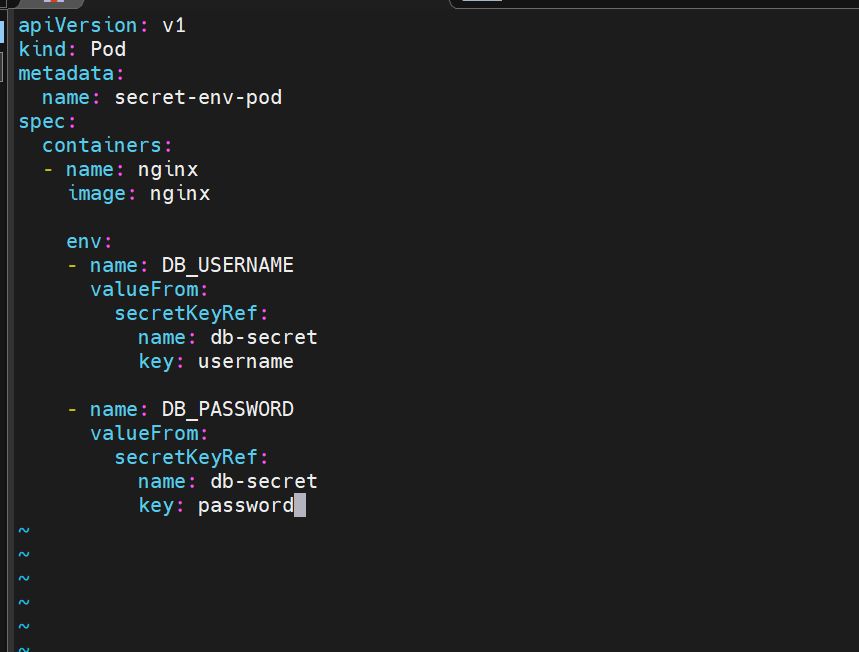 apiVersion: v1
kind: Pod
metadata:
  name: secret-env-pod
spec:
  containers:
  - name: nginx
    image: nginx

    env:
    - name: DB_USERNAME
      valueFrom:
        secretKeyRef:
          name: db-secret
          key: username

    - name: DB_PASSWORD
      valueFrom:
        secretKeyRef:
          name: db-secret
          key: password
~
~
~
~
~
~